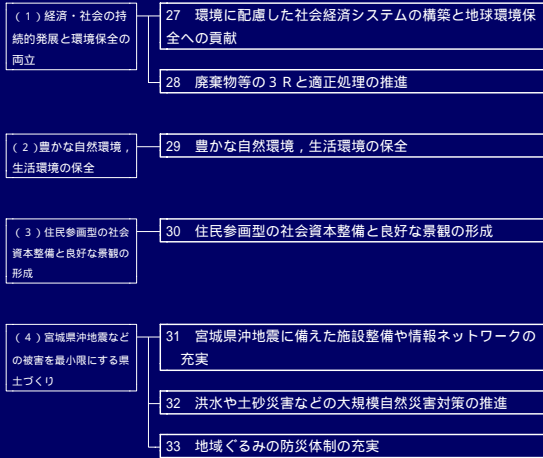 (1)経済・社会の持
続的発展と環境保全の
両立
27 環境に配慮した社会経済システムの構築と地球環境保
全への貢献
28 廃棄物等の3Rと適正処理の推進
(2)豊かな自然環境,
生活環境の保全
29 豊かな自然環境,生活環境の保全
(3)住民参画型の社会
資本整備と良好な景観の
形成
30 住民参画型の社会資本整備と良好な景観の形成
(4)宮城県沖地震など
の被害を最小限にする県
土づくり
31 宮城県沖地震に備えた施設整備や情報ネットワークの
充実
32 洪水や土砂災害などの大規模自然災害対策の推進
33 地域ぐるみの防災体制の充実